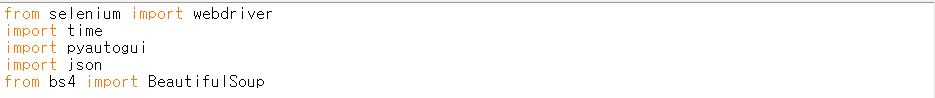 from selenium import webdriver
import time
import pyautogui
import json
from bs4 import BeautifulSoup